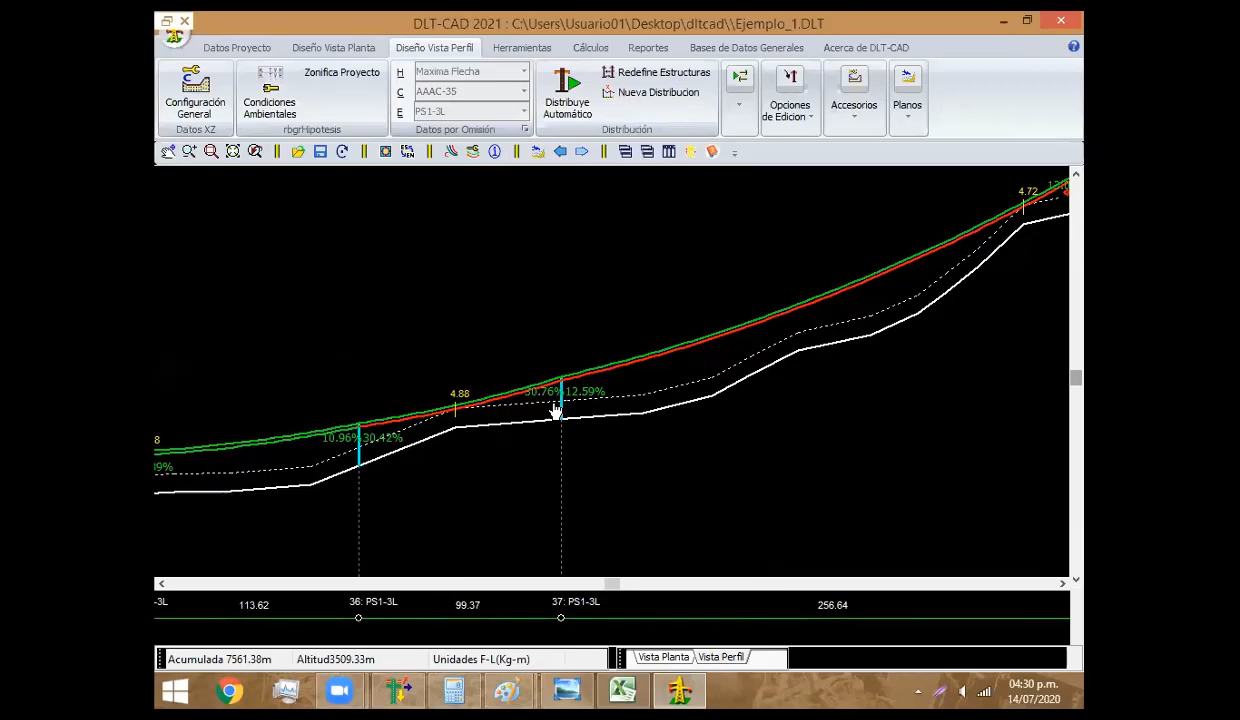 DLT-CAD 2021 : C:\Users\Usuario01\Desktop\dltcad\\Ejemplo_1.DLT
Datos Proyecto Diseño Vista Planta Diseño Vista Perfil Herramientas Cálculos Reportes Bases de Datos Generales Acerca de DLT-CAD
Configuración General
Datos XZ
Zonifica Proyecto
Condiciones Ambientales
rbgrHipotesis
H Maxima Flecha
C AAAC-35
E PS1-3L
Datos por Omisión
Distribuye Automático
Redefine Estructuras
Nueva Distribucion
Distribución
Opciones de Edicion
Accesorios
Planos
4.72
4.88
30.76% 12.59%
10.96% 30.42%
8
39%
-3L 113.62 36: PS1-3L 99.37 37: PS1-3L 256.64
Acumulada 7561.38m Altitud3509.33m Unidades F-L(Kg-m) Vista Planta Vista Perfil
04:30 p.m.
14/07/2020